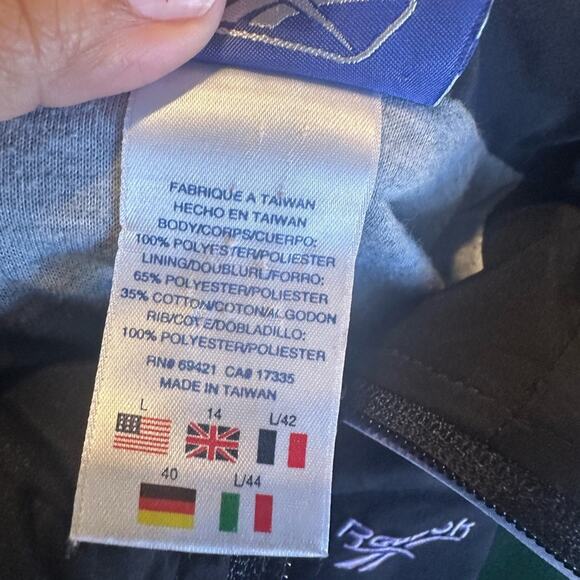 FABRIQUE A TAIWAN
HECHO EN TAIWAN
BODY/CORPS/CUERPO:
100% POLYESTER/POLIESTER
LINING/DOUBLURE/FORRO:
65% POLYESTER/POLIESTER
35% COTTON/COTON/ALGODON
RIB/COTE/DOBLADILLO:
100% POLYESTER/POLIESTER
RN# 69421 CA# 17335
MADE IN TAIWAN
L 14 L/42
40 L/44
Reebok